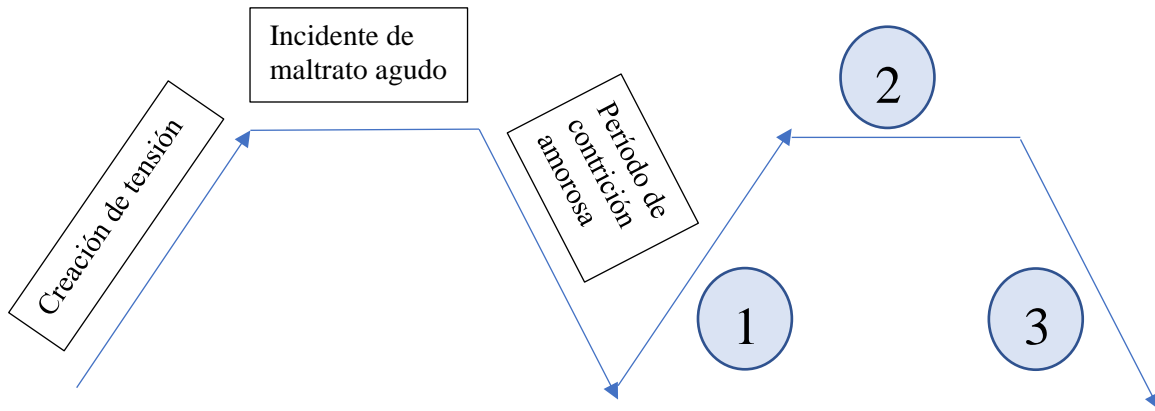 Creación de tensión
Incidente de
maltrato agudo
Período de
contrición
amorosa
1
2
3